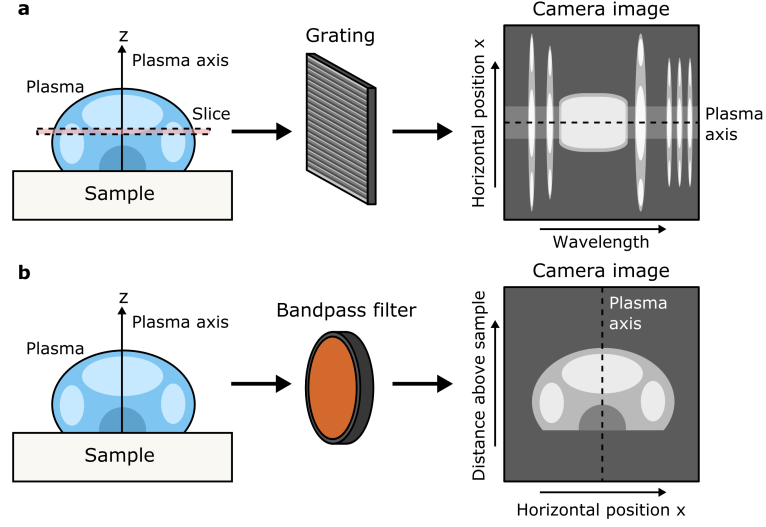 a
z
Plasma axis
Plasma
Slice
Sample
Grating
Camera image
Horizontal position x
Plasma
axis
Wavelength
b
z
Plasma axis
Plasma
Sample
Bandpass filter
Camera image
Distance above sample
Plasma
axis
Horizontal position x